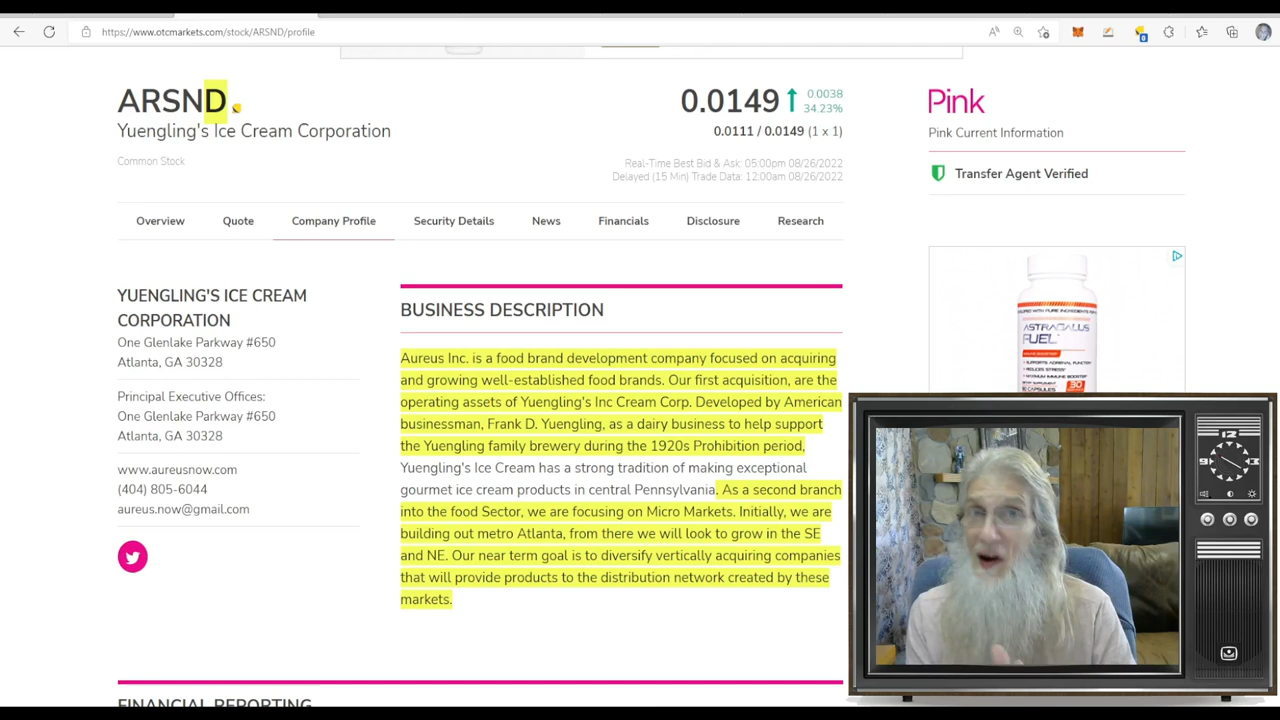 https://www.otcmarkets.com/stock/ARSND/profile
ARSND
Yuengling's Ice Cream Corporation
Common Stock
0.0149
0.0038
34.23%
0.0111 / 0.0149 (1 x 1)
Real-Time Best Bid & Ask: 05:00pm 08/26/2022
Delayed (15 Min) Trade Data: 12:00am 08/26/2022
Pink
Pink Current Information
Transfer Agent Verified
Overview Quote Company Profile Security Details News Financials Disclosure Research
YUENGLING'S ICE CREAM
CORPORATION
One Glenlake Parkway #650
Atlanta, GA 30328
Principal Executive Offices:
One Glenlake Parkway #650
Atlanta, GA 30328
www.aureusnow.com
(404) 805-6044
aureus.now@gmail.com
BUSINESS DESCRIPTION
Aureus Inc. is a food brand development company focused on acquiring
and growing well-established food brands. Our first acquisition, are the
operating assets of Yuengling's Inc Cream Corp. Developed by American
businessman, Frank D. Yuengling, as a dairy business to help support
the Yuengling family brewery during the 1920s Prohibition period,
Yuengling's Ice Cream has a strong tradition of making exceptional
gourmet ice cream products in central Pennsylvania. As a second branch
into the food Sector, we are focusing on Micro Markets. Initially, we are
building out metro Atlanta, from there we will look to grow in the SE
and NE. Our near term goal is to diversify vertically acquiring companies
that will provide products to the distribution network created by these
markets.
FINANCIAL REPORTING
ASTRAGALUS
FUEL
12
9
3